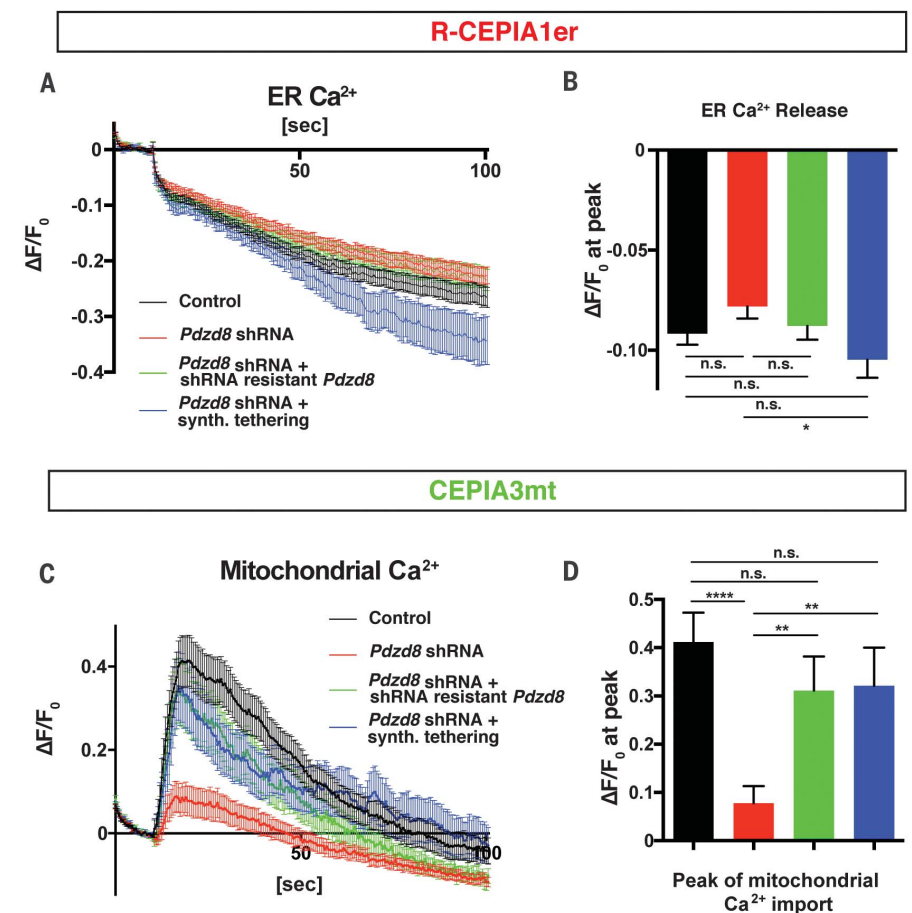 R-CEPIA1er
A
ER Ca²⁺
[sec]
0
50
100
-0.1
-0.2
-0.3
-0.4
ΔF/F₀
Control
Pdzd8 shRNA
Pdzd8 shRNA +
shRNA resistant Pdzd8
Pdzd8 shRNA +
synth. tethering
B
ER Ca²⁺ Release
0
-0.05
-0.10
ΔF/F₀ at peak
n.s.
n.s.
n.s.
n.s.
*
CEPIA3mt
C
Mitochondrial Ca²⁺
Control
Pdzd8 shRNA
Pdzd8 shRNA +
shRNA resistant Pdzd8
Pdzd8 shRNA +
synth. tethering
0.4
0.2
0
ΔF/F₀
50
100
[sec]
D
n.s.
n.s.
****
**
**
0.5
0.4
0.3
0.2
0.1
0
ΔF/F₀ at peak
Peak of mitochondrial
Ca²⁺ import